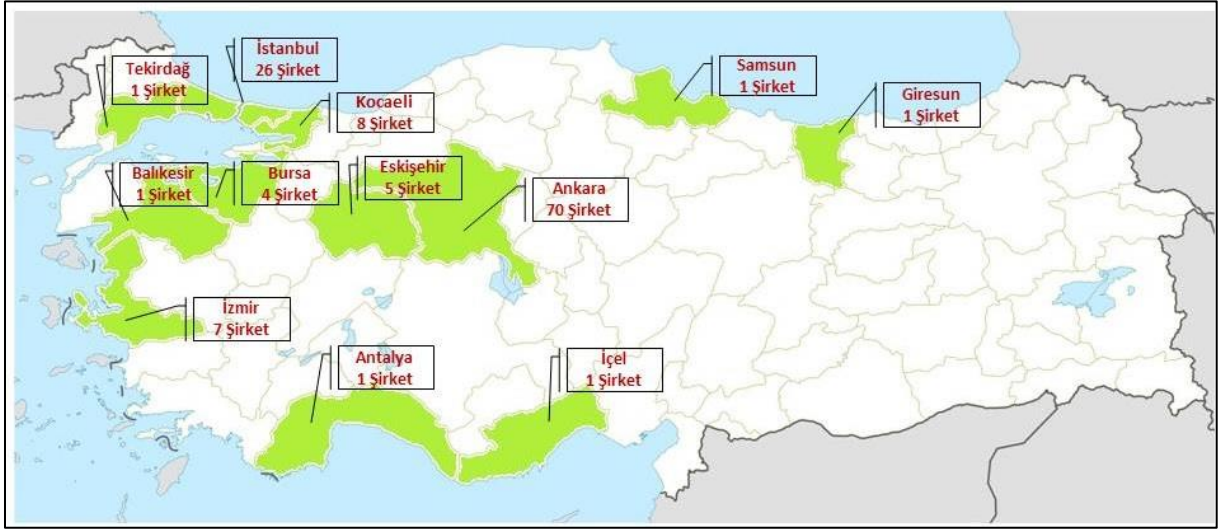 İstanbul
26 Şirket
Tekirdağ
1 Şirket
Samsun
1 Şirket
Kocaeli
8 Şirket
Giresun
1 Şirket
Balıkesir
1 Şirket
Bursa
4 Şirket
Eskişehir
5 Şirket
Ankara
70 Şirket
İzmir
7 Şirket
Antalya
1 Şirket
İçel
1 Şirket